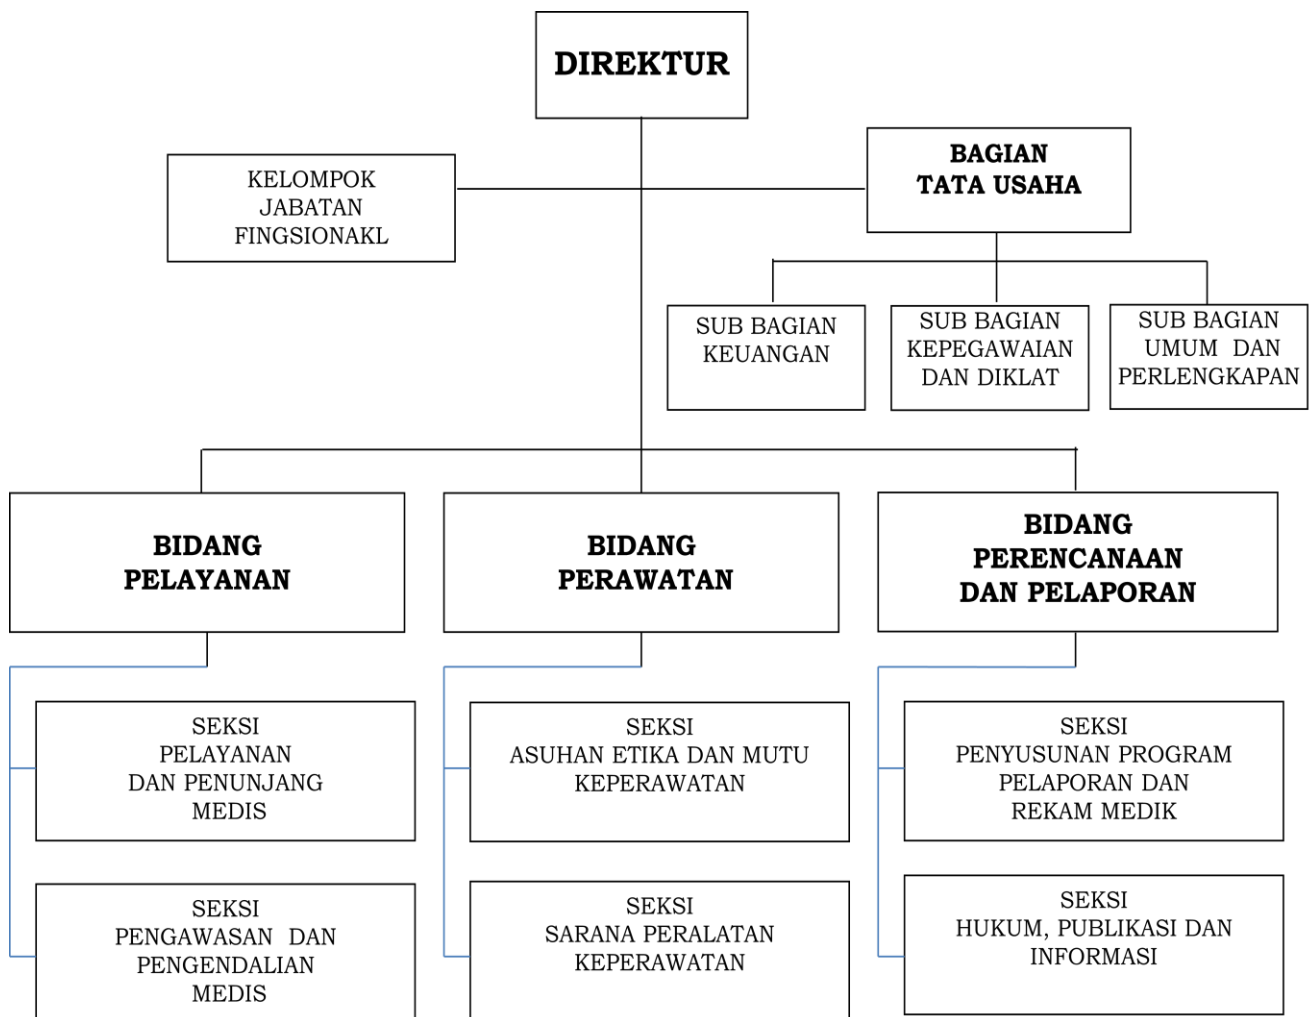 DIREKTUR
KELOMPOK
JABATAN
FINGSIONAKL
BAGIAN
TATA USAHA
SUB BAGIAN
KEUANGAN
SUB BAGIAN
KEPEGAWAIAN
DAN DIKLAT
SUB BAGIAN
UMUM DAN
PERLENGKAPAN
BIDANG
PELAYANAN
BIDANG
PERAWATAN
BIDANG
PERENCANAAN
DAN PELAPORAN
SEKSI
PELAYANAN
DAN PENUNJANG
MEDIS
SEKSI
ASUHAN ETIKA DAN MUTU
KEPERAWATAN
SEKSI
PENYUSUNAN PROGRAM
PELAPORAN DAN
REKAM MEDIK
SEKSI
PENGAWASAN DAN
PENGENDALIAN
MEDIS
SEKSI
SARANA PERALATAN
KEPERAWATAN
SEKSI
HUKUM, PUBLIKASI DAN
INFORMASI